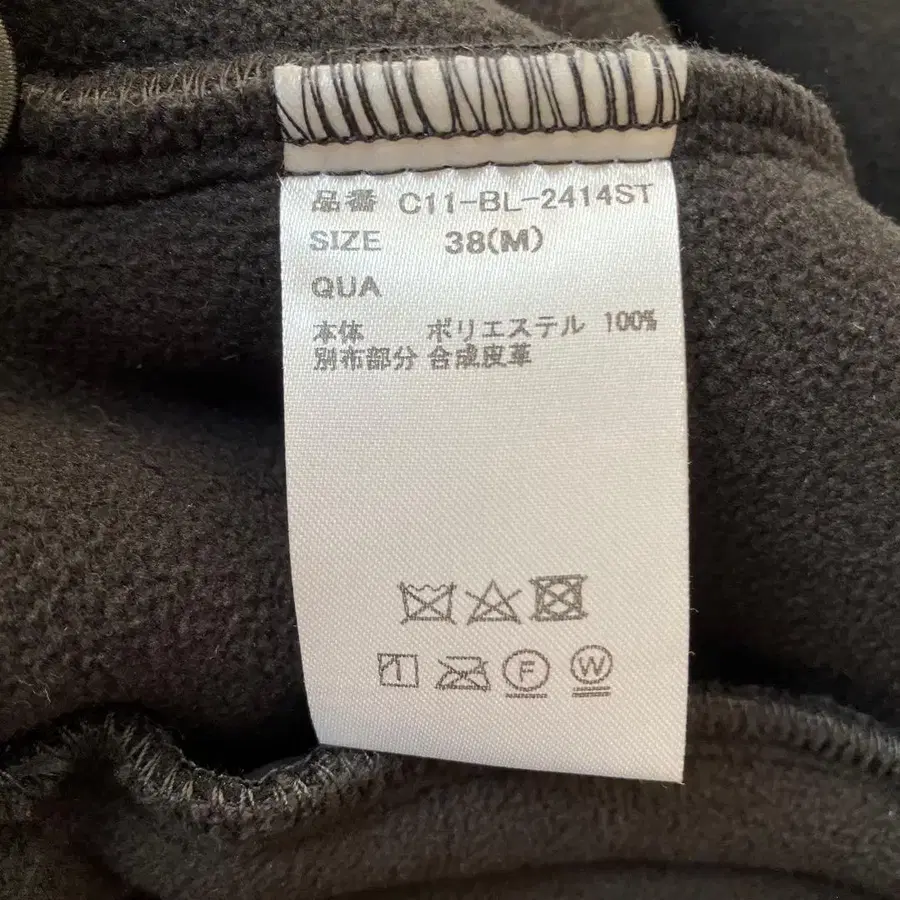 品番 C11-BL-2414ST
SIZE 38(M)
QUA
本体 ポリエステル 100%
別布部分 合成皮革
F W